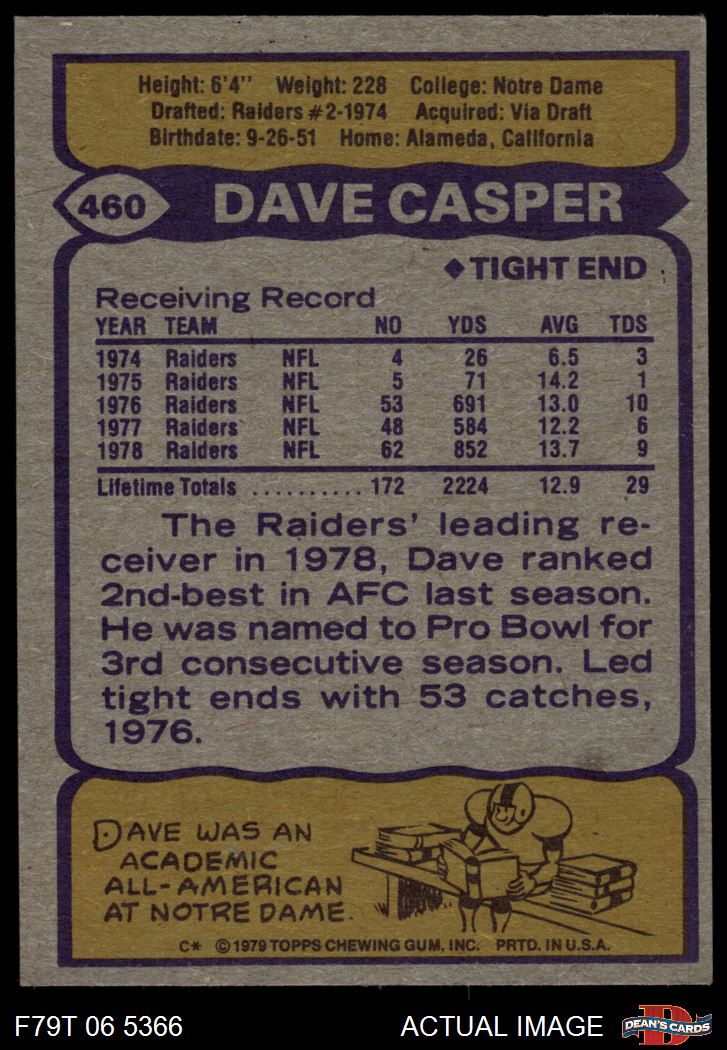 Height: 6'4" Weight: 228 College: Notre Dame
Drafted: Raiders #2-1974 Acquired: Via Draft
Birthdate: 9-26-51 Home: Alameda, California
460 DAVE CASPER
◆TIGHT END
Receiving Record
YEAR TEAM NO YDS AVG TDS
1974 Raiders NFL 4 26 6.5 3
1975 Raiders NFL 5 71 14.2 1
1976 Raiders NFL 53 691 13.0 10
1977 Raiders NFL 48 584 12.2 6
1978 Raiders NFL 62 852 13.7 9
Lifetime Totals .......... 172 2224 12.9 29
The Raiders' leading re-
ceiver in 1978, Dave ranked
2nd-best in AFC last season.
He was named to Pro Bowl for
3rd consecutive season. Led
tight ends with 53 catches,
1976.
DAVE WAS AN
ACADEMIC
ALL-AMERICAN
AT NOTRE DAME.
C* © 1979 TOPPS CHEWING GUM, INC. PRTD. IN U.S.A.
F79T 06 5366 ACTUAL IMAGE D DEAN'S CARDS